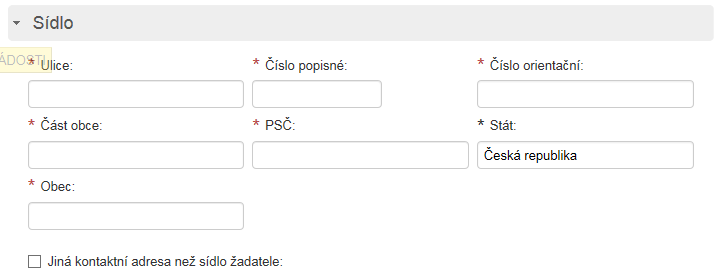 Sídlo
ÁDOSTI
* Ulice: * Číslo popisné: * Číslo orientační:
* Část obce: * PSČ: * Stát:
Česká republika
* Obec:
Jiná kontaktní adresa než sídlo žadatele: